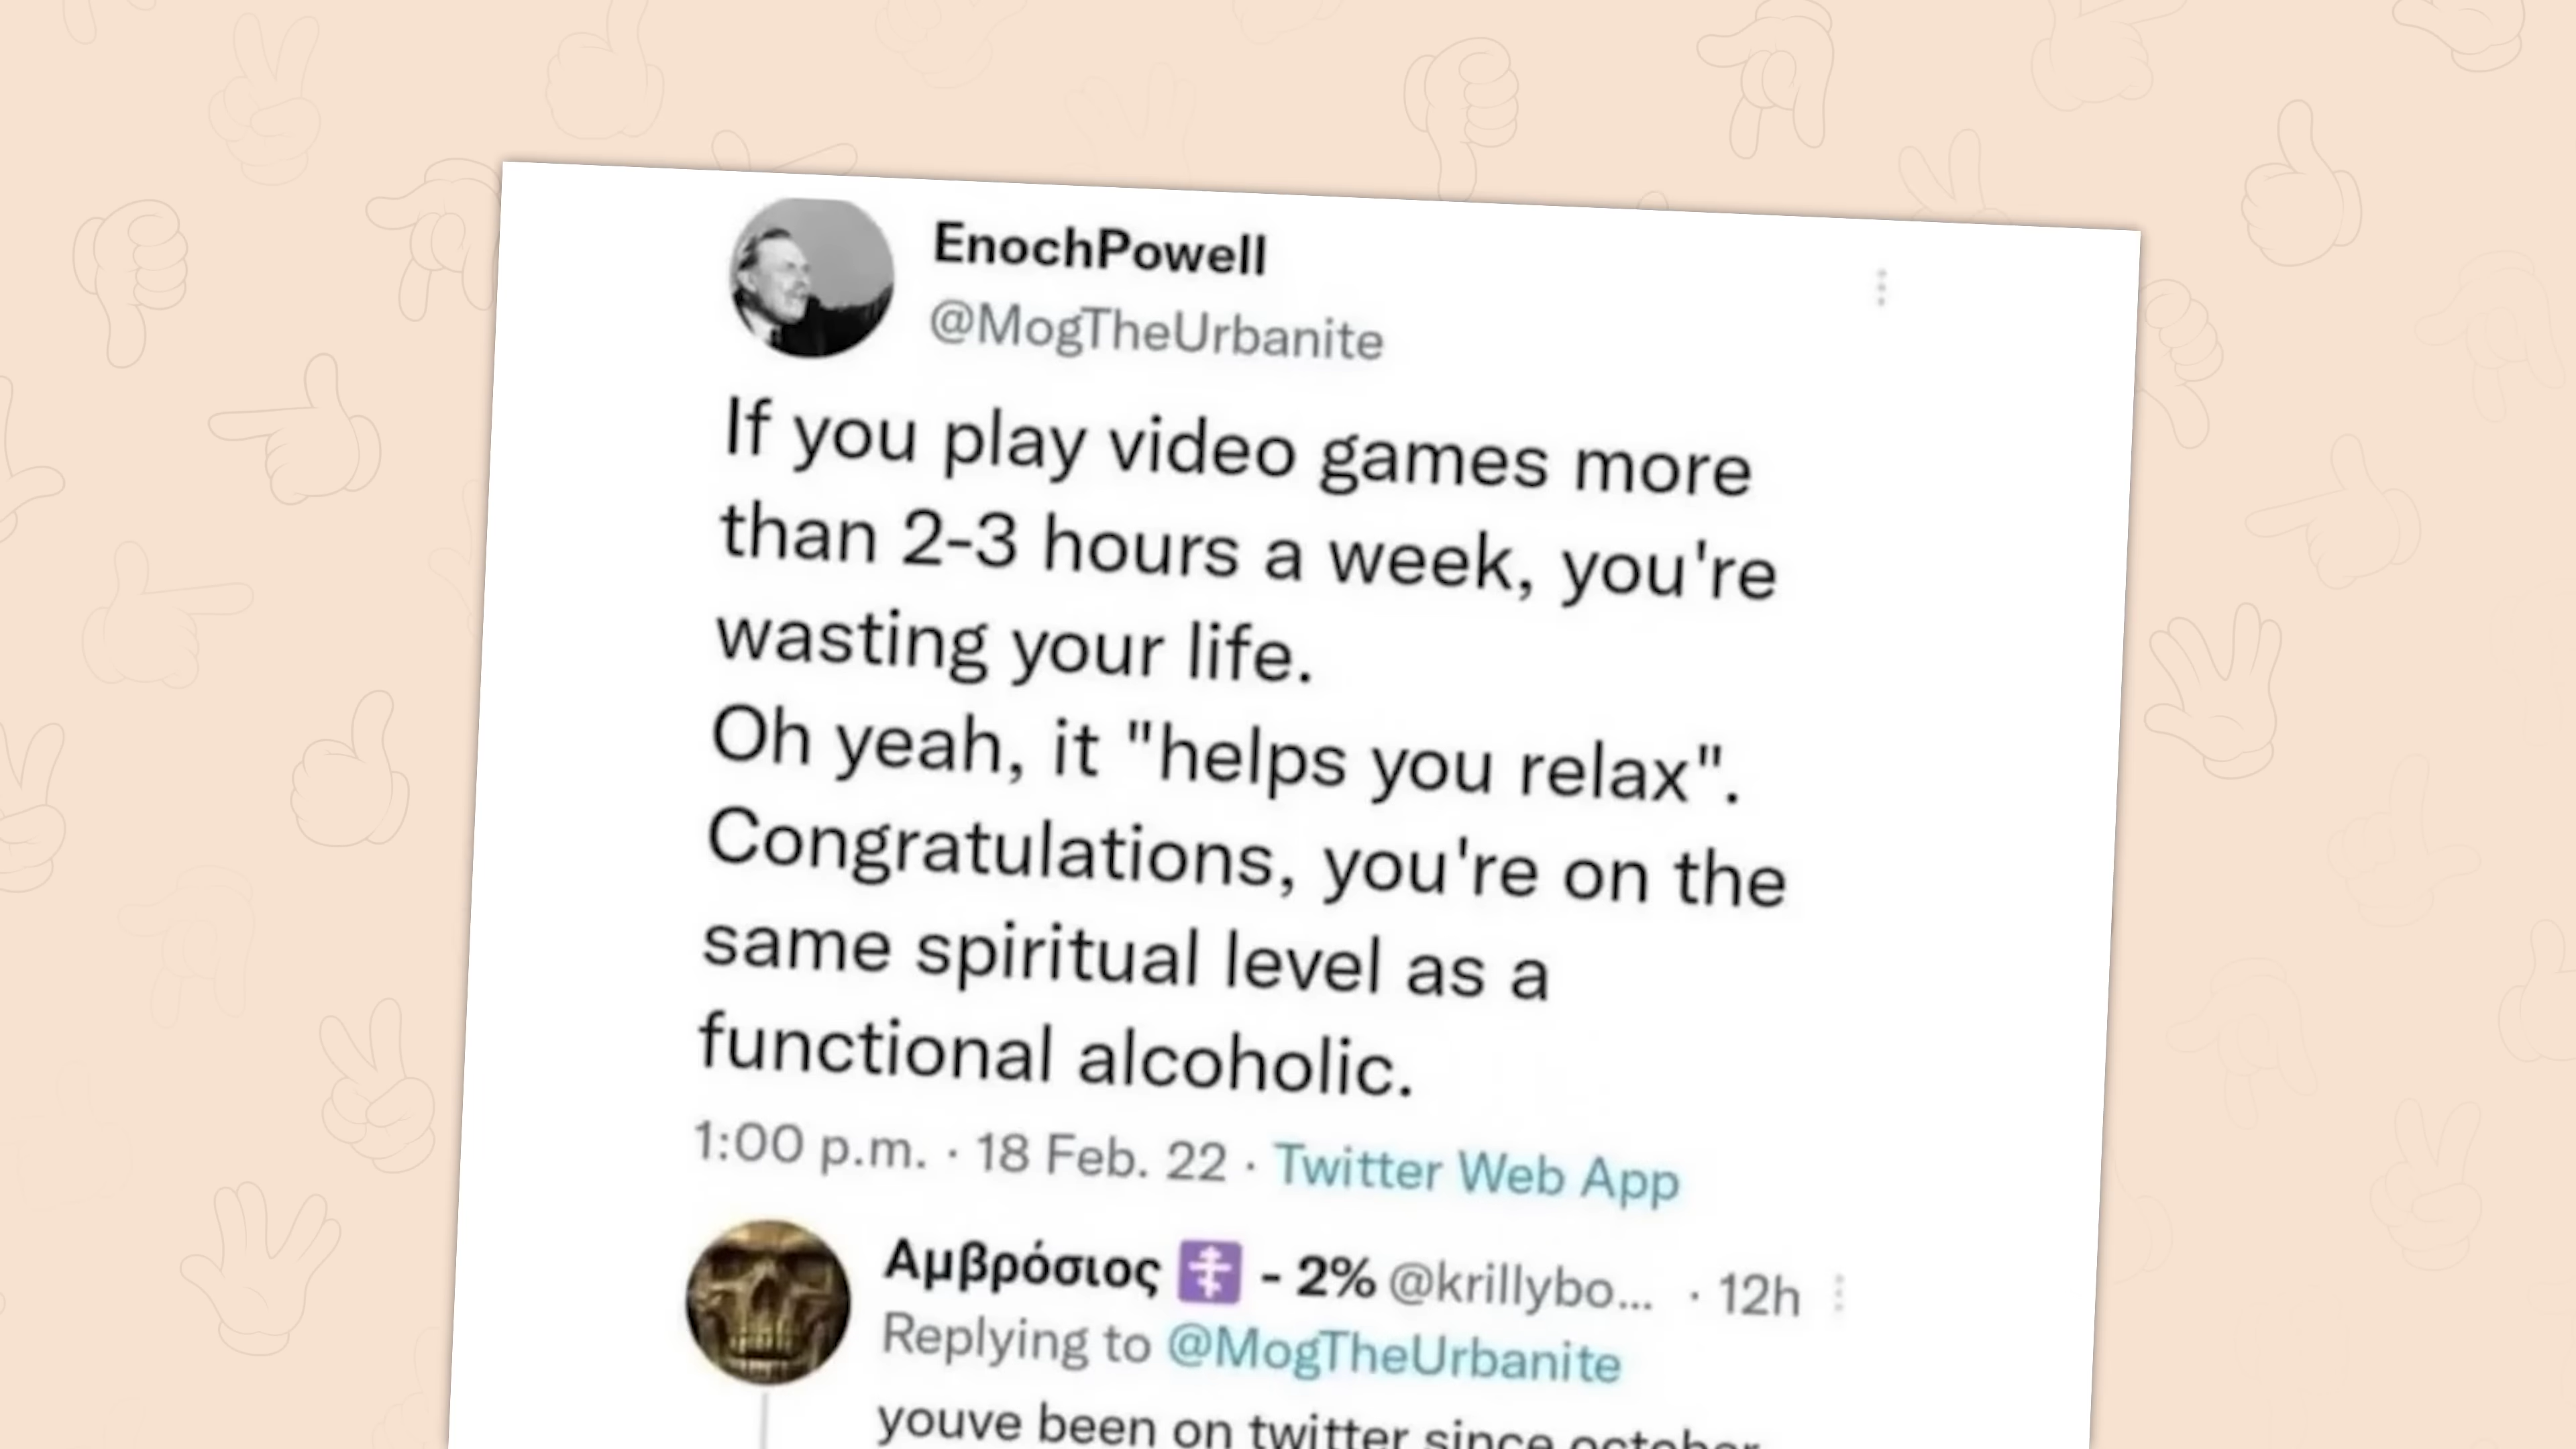 EnochPowell
@MogTheUrbanite
If you play video games more
than 2-3 hours a week, you're
wasting your life.
Oh yeah, it "helps you relax".
Congratulations, you're on the
same spiritual level as a
functional alcoholic.
1:00 p.m. · 18 Feb. 22 · Twitter Web App
Αμβρόσιος ☦️ - 2% @krillybo... · 12h
Replying to @MogTheUrbanite
youve been on twitter since october